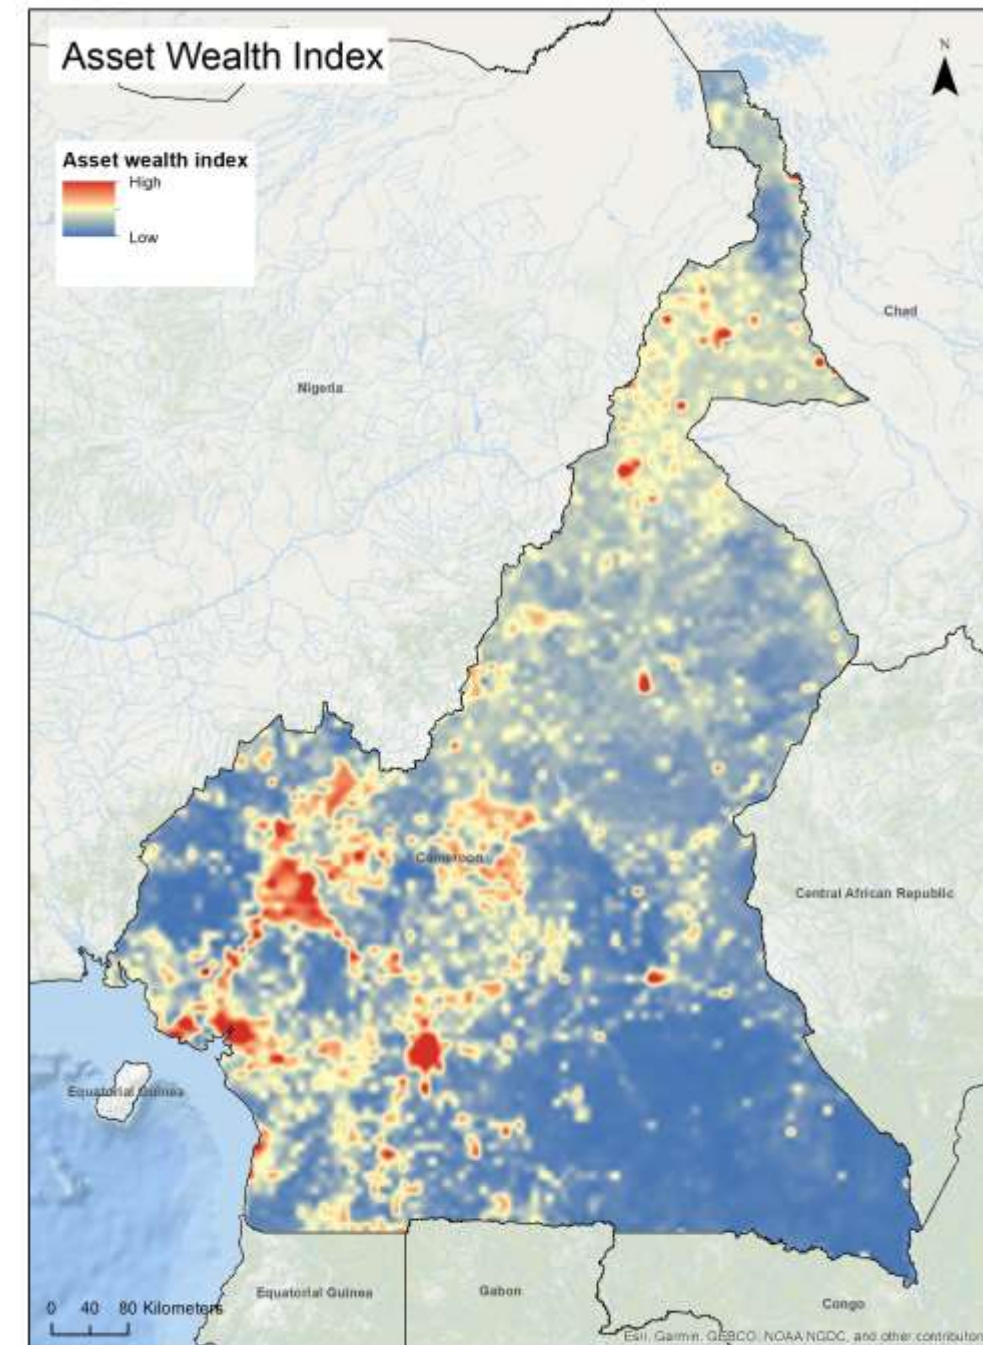 Asset Wealth Index
N
Asset wealth index
High
Low
Chad
Nigeria
Cameroon
Central African Republic
Equatorial Guinea
Equatorial Guinea
Gabon
Congo
0 40 80 Kilometers
Esri, Garmin, GEBCO, NOAA NGDC, and other contributors